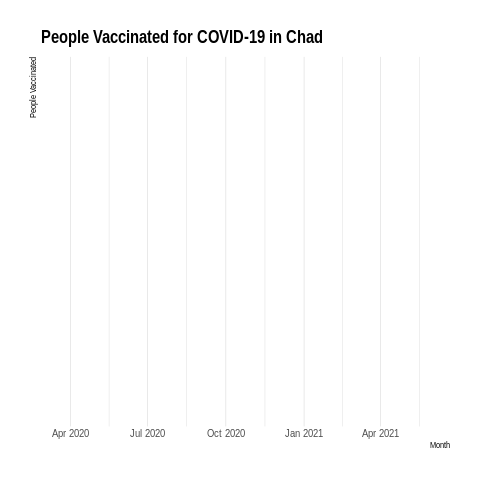 People Vaccinated for COVID-19 in Chad
People Vaccinated
Apr 2020
Jul 2020
Oct 2020
Jan 2021
Apr 2021
Month